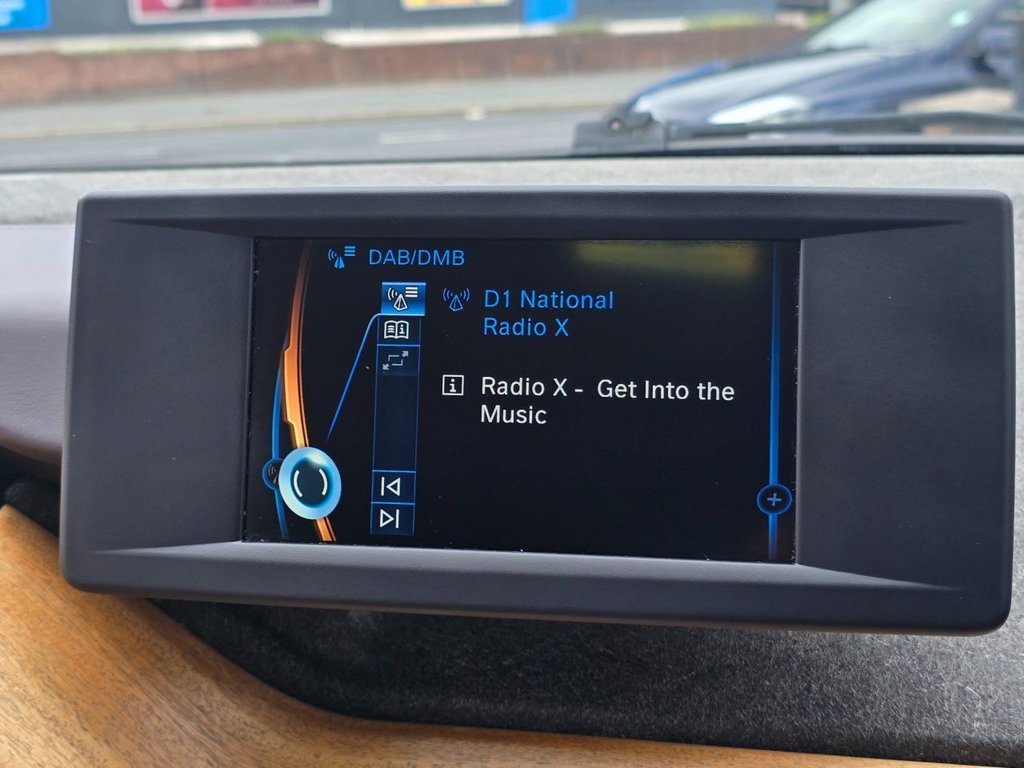 DAB/DMB
D1 National
Radio X
Radio X - Get Into the
Music